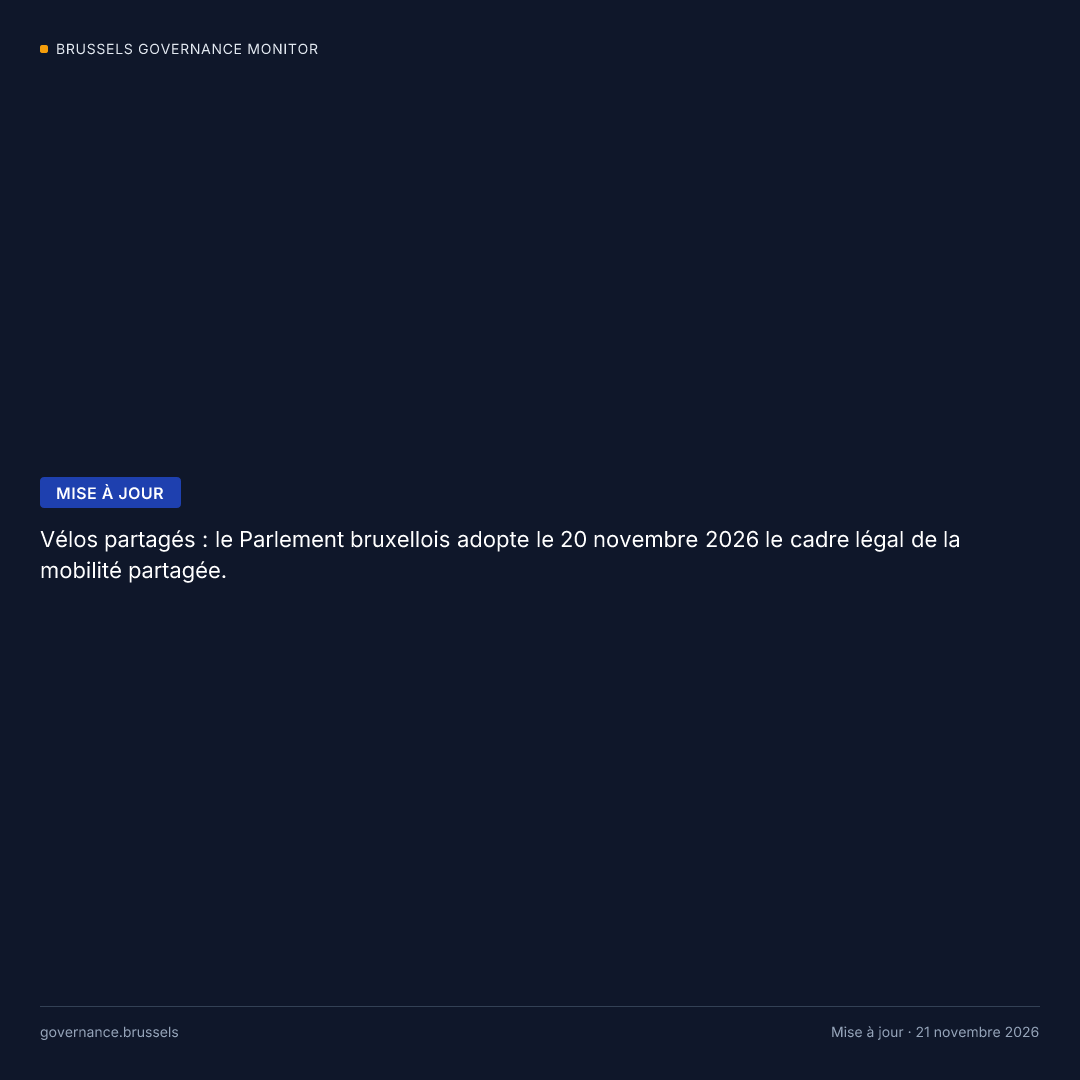 BRUSSELS GOVERNANCE MONITOR
MISE À JOUR
Vélos partagés : le Parlement bruxellois adopte le 20 novembre 2026 le cadre légal de la
mobilité partagée.
governance.brussels
Mise à jour · 21 novembre 2026